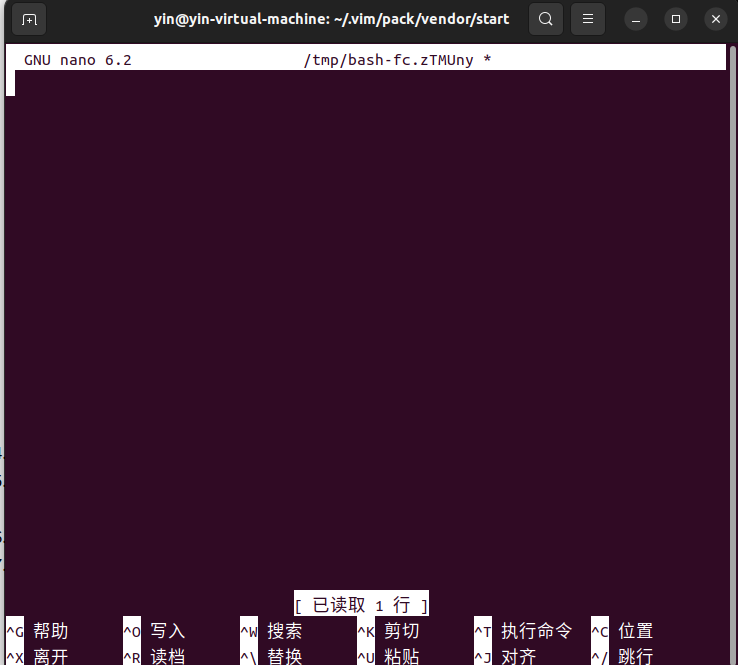 yin@yin-virtual-machine: ~/.vim/pack/vendor/start
GNU nano 6.2 /tmp/bash-fc.zTMUny *
[ 已读取 1 行 ]
^G 帮助 ^O 写入 ^W 搜索 ^K 剪切 ^T 执行命令 ^C 位置
^X 离开 ^R 读档 ^\ 替换 ^U 粘贴 ^J 对齐 ^/ 跳行